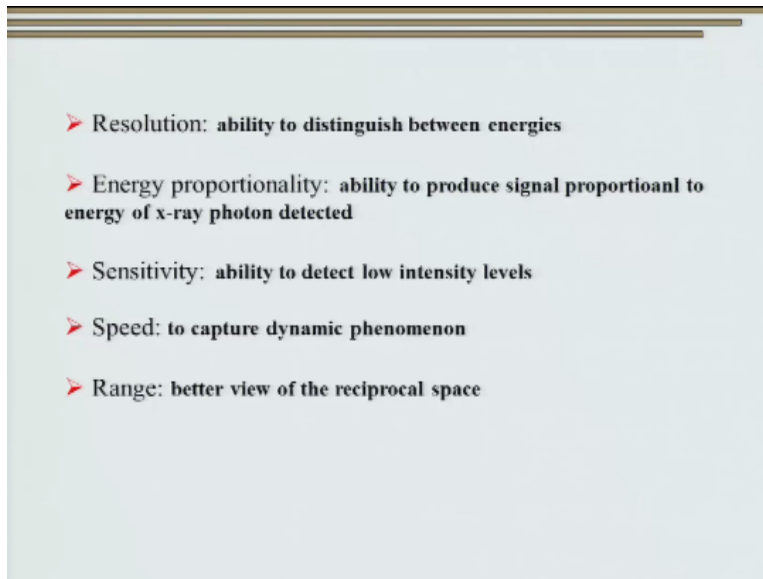 ➢ Resolution: ability to distinguish between energies
➢ Energy proportionality: ability to produce signal proportioanl to
energy of x-ray photon detected
➢ Sensitivity: ability to detect low intensity levels
➢ Speed: to capture dynamic phenomenon
➢ Range: better view of the reciprocal space